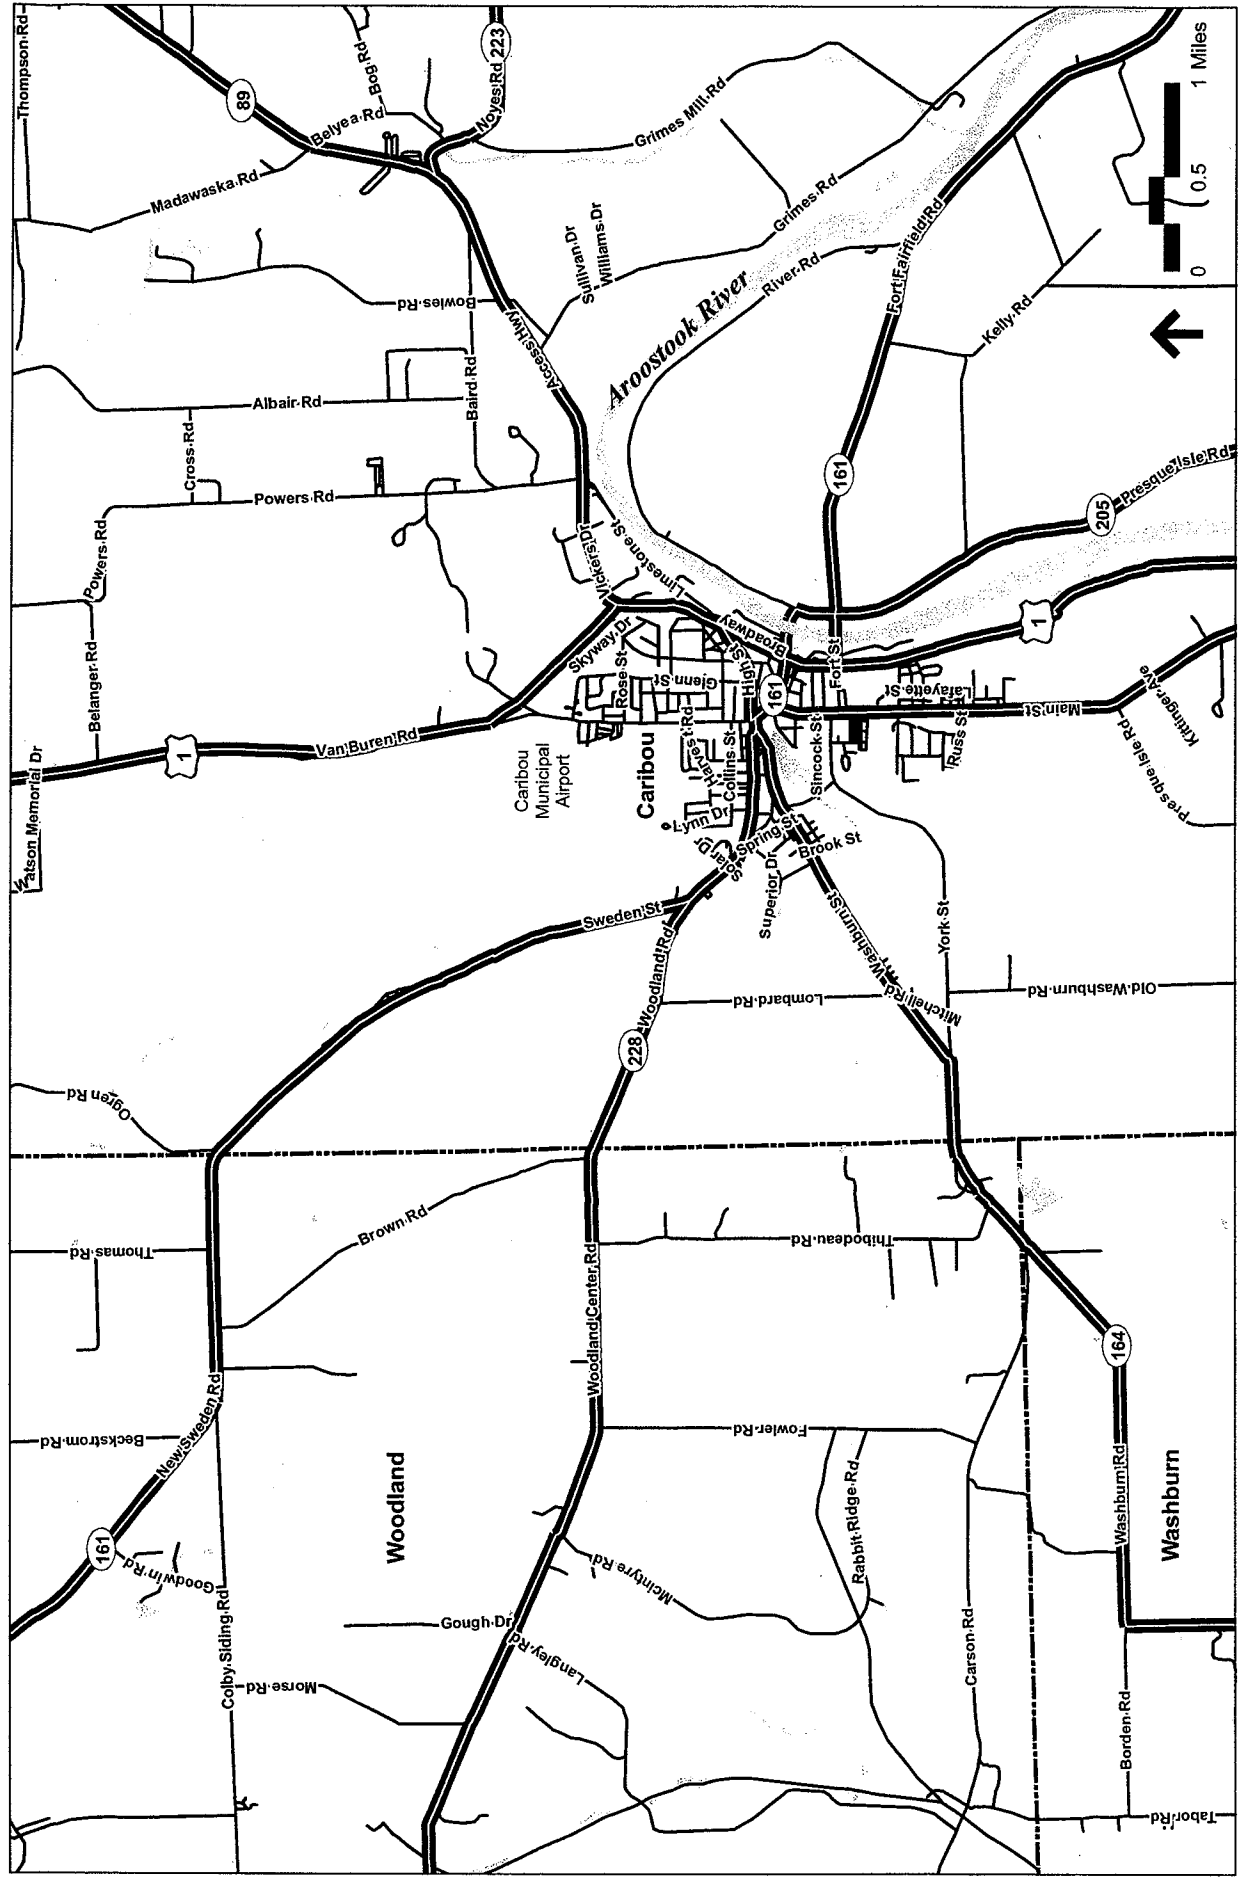 Thompson Rd
89
223
Bog Rd
Belyea Rd
Noyes Rd
Grimes Mill Rd
Madawaska Rd
Grimes Rd
Sullivan Dr
Williams Dr
Bowles Rd
Access Hwy
River Rd
Fort Fairfield Rd
Aroostook River
Kelly Rd
0
0.5
1 Miles
Albair Rd
Baird Rd
Cross Rd
Powers Rd
161
Powers Rd
Vickers Dr
Limestone St
205
Presque Isle Rd
Belanger Rd
Skyway Dr
Broadway
1
Rose St
Glenn St
High St
Fort St
161
Lafayette St
Main St
Kittinger Ave
Presque Isle Rd
1
Van Buren Rd
Caribou
Municipal
Airport
Caribou
Harvest Rd
Collins St
Sincock St
Russ St
Watson Memorial Dr
Lynn Dr
Solar Dr
Spring St
Brook St
Superior Dr
Sweden St
Woodland Rd
Washburn St
Washburn
York St
Lombard Rd
Mitchell Rd
Old Washburn Rd
228
Ogren Rd
Brown Rd
Thomas Rd
Thibodeau Rd
Woodland Center Rd
164
New Sweden Rd
Beckstrom Rd
Fowler Rd
Woodland
Washburn Rd
Washburn
161
Goodwin Rd
Rabbit Ridge Rd
McIntyre Rd
Gough Dr
Colby Siding Rd
Langley Rd
Carson Rd
Morse Rd
Borden Rd
Tabor Rd